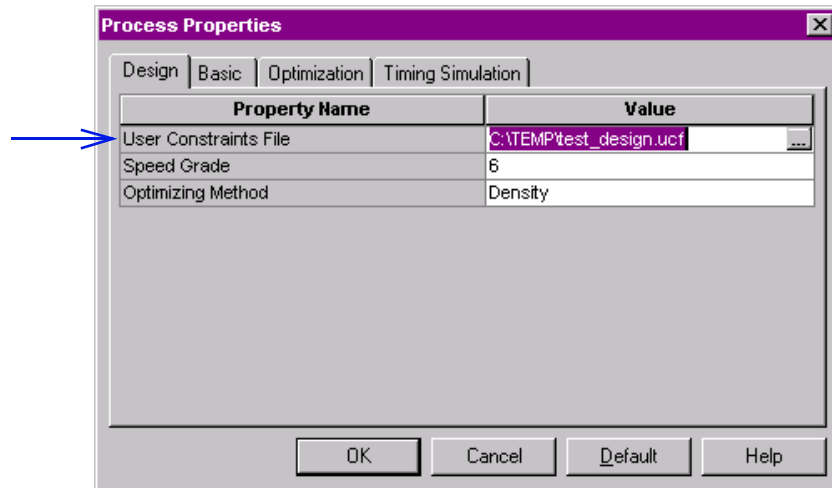 Process Properties
Design Basic Optimization Timing Simulation
Property Name Value
User Constraints File C:\TEMP\test_design.ucf ...
Speed Grade 6
Optimizing Method Density
OK Cancel Default Help